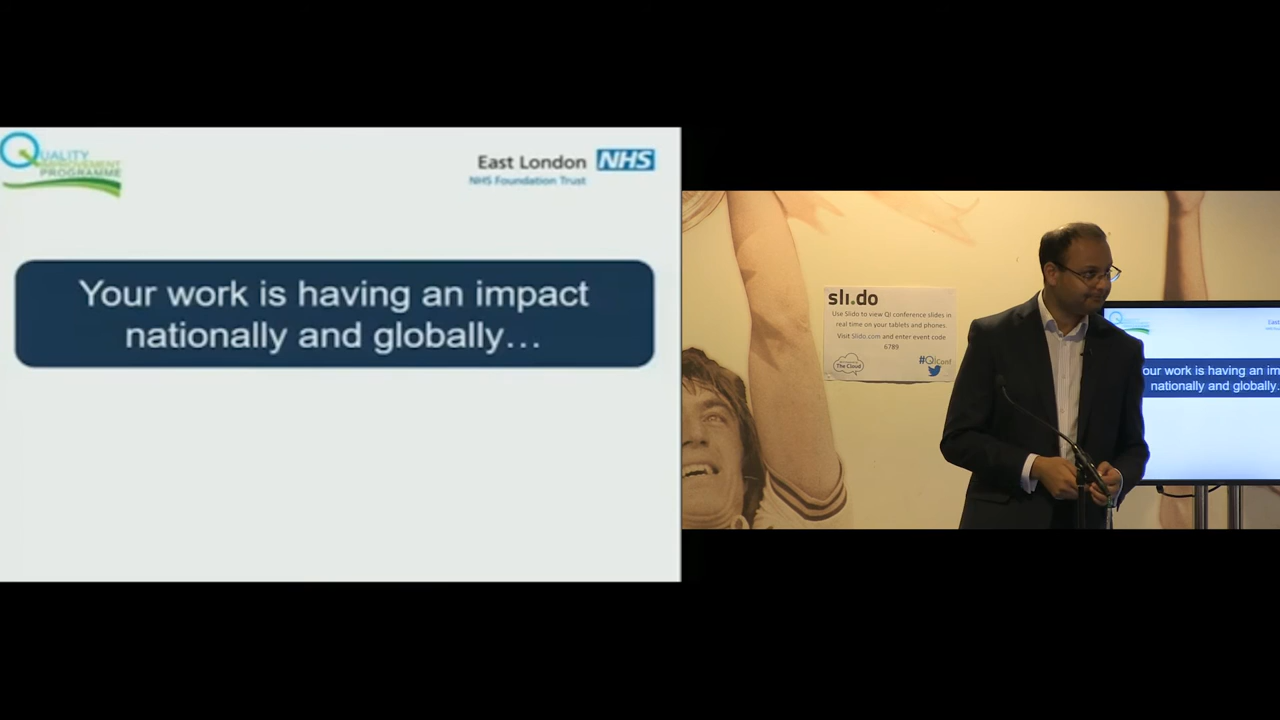 QUALITY
IMPROVEMENT
PROGRAMME
East London NHS
NHS Foundation Trust
Your work is having an impact
nationally and globally…
sli.do
Use Slido to view QI conference slides in
real time on your tablets and phones.
Visit Slido.com and enter event code
6789
The Cloud
#QIConf
East
our work is having an im
nationally and globally..